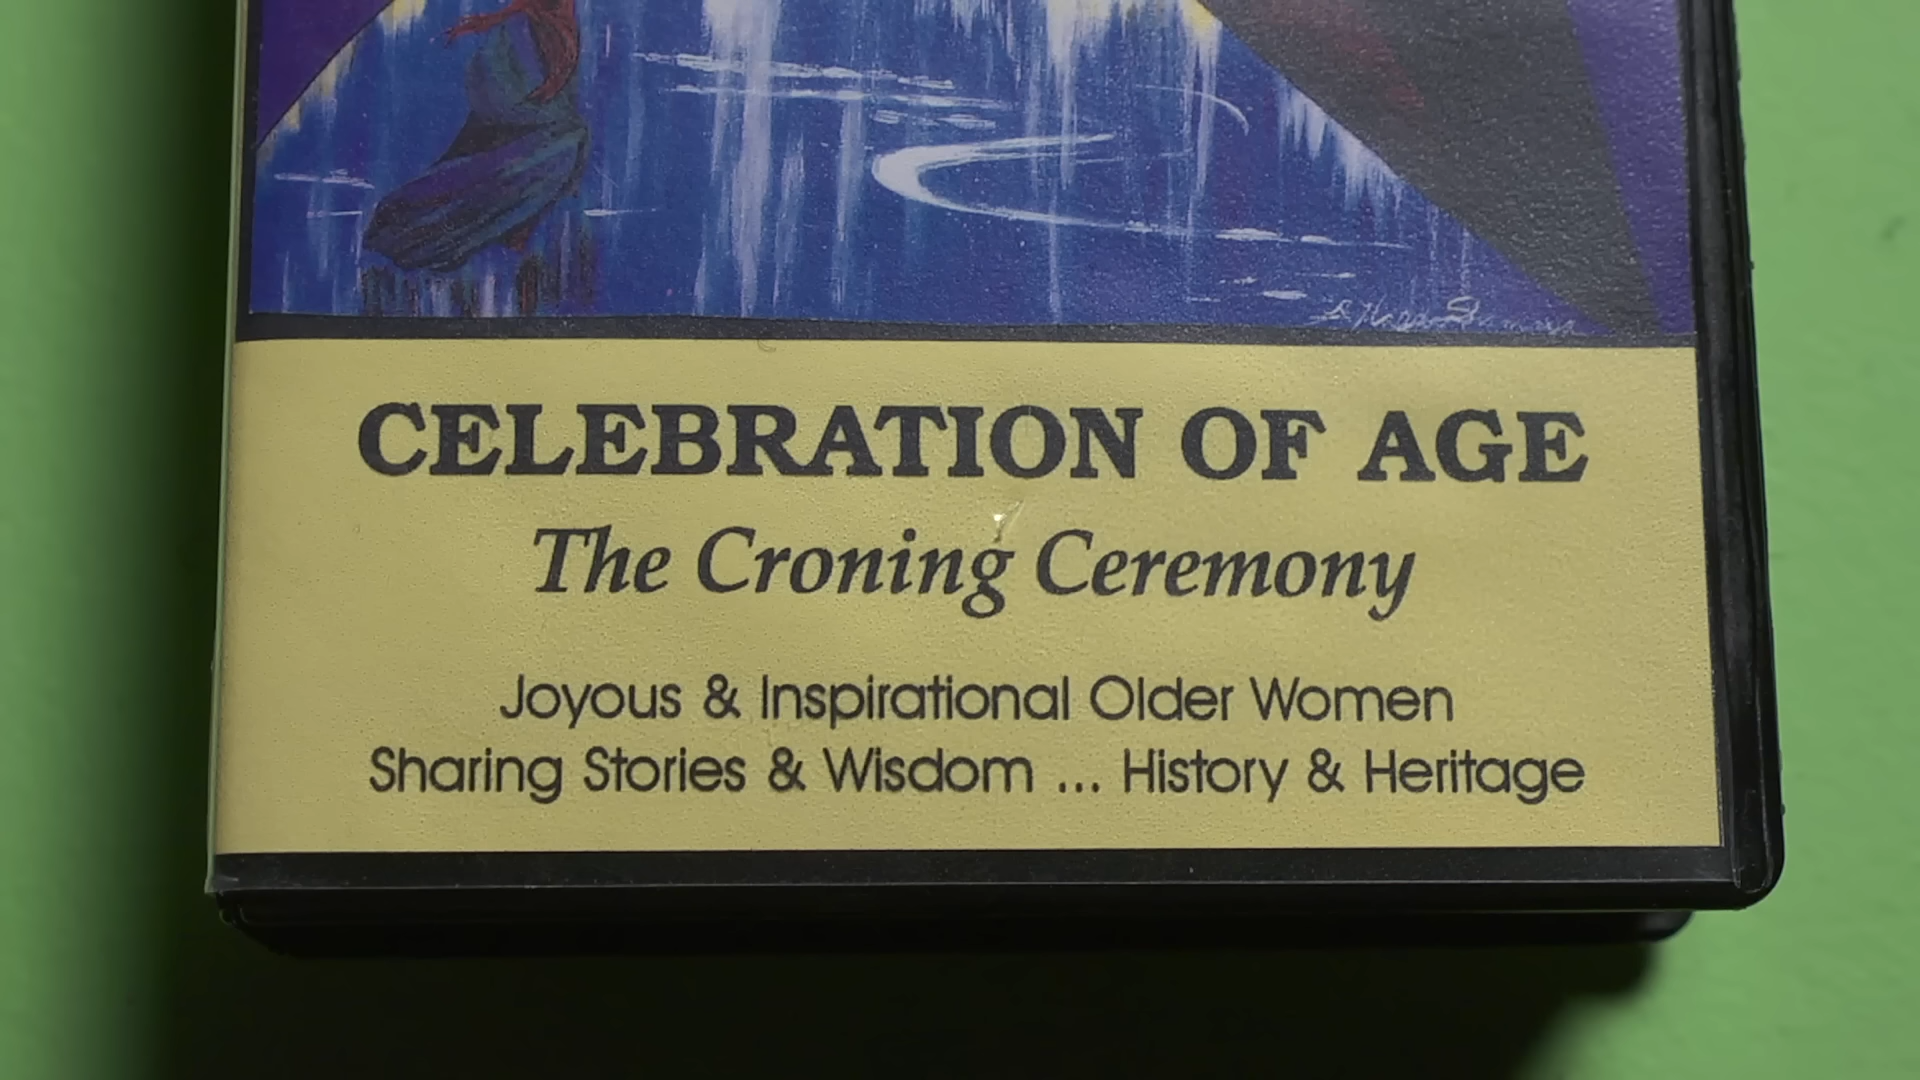 CELEBRATION OF AGE
The Croning Ceremony
Joyous & Inspirational Older Women
Sharing Stories & Wisdom ... History & Heritage